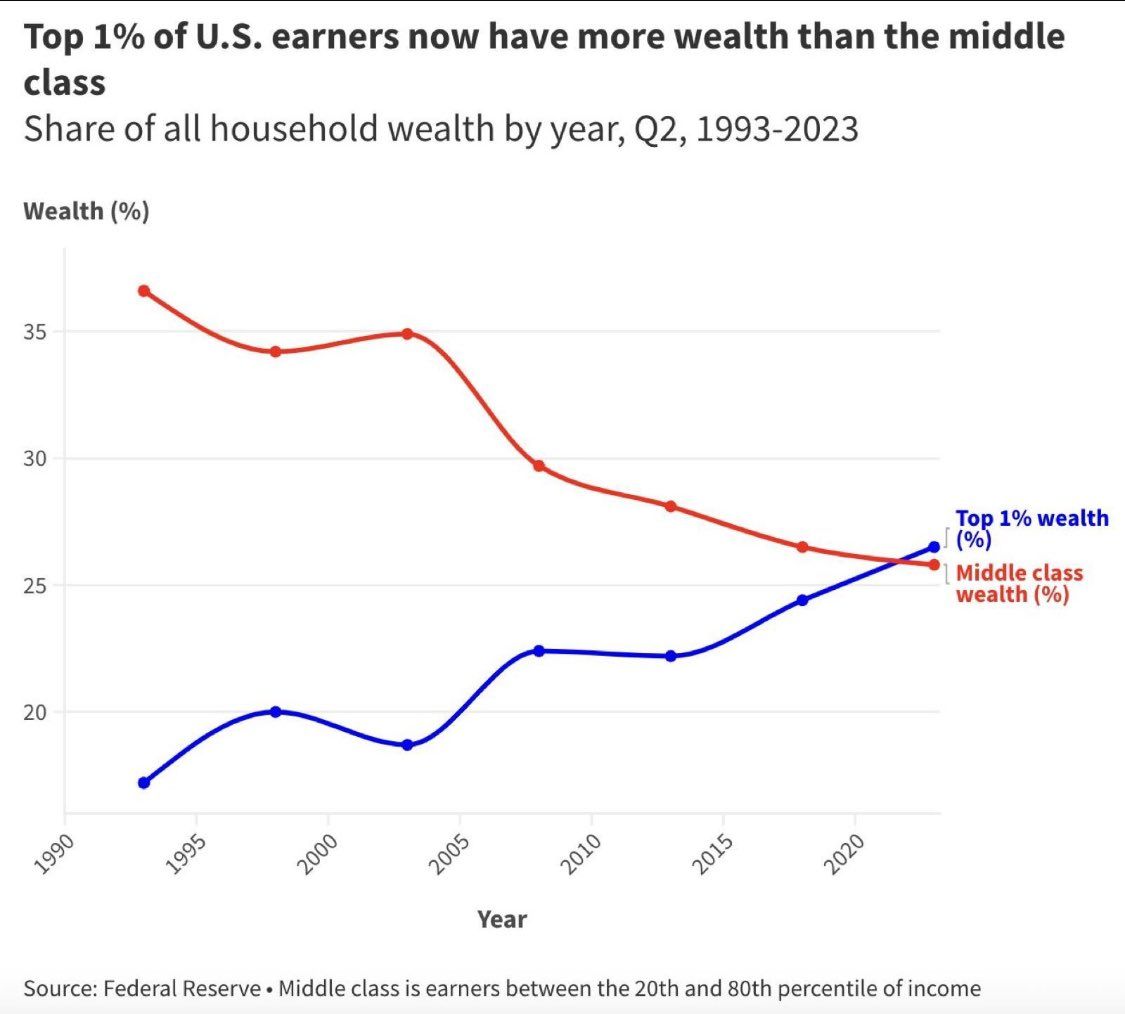 Top 1% of U.S. earners now have more wealth than the middle
class
Share of all household wealth by year, Q2, 1993-2023
Wealth (%)
35
30
25
20
Top 1% wealth
(%)
Middle class
wealth (%)
1990
1995
2000
2005
2010
2015
2020
Year
Source: Federal Reserve • Middle class is earners between the 20th and 80th percentile of income